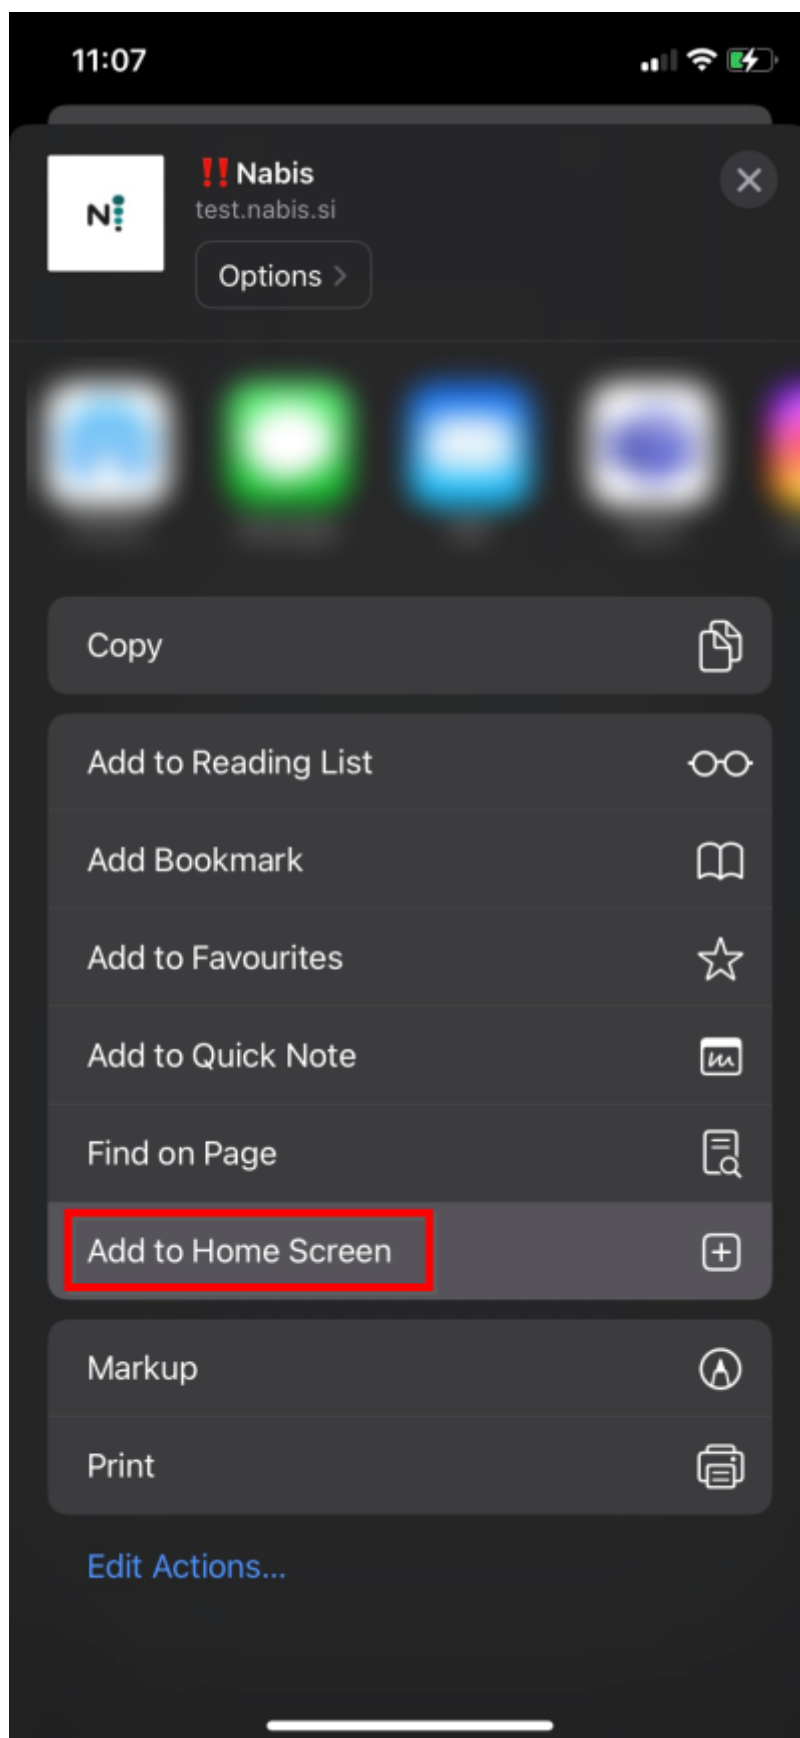 11:07
N
‼️Nabis
test.nabis.si
Options
Copy
Add to Reading List
Add Bookmark
Add to Favourites
Add to Quick Note
Find on Page
Add to Home Screen
Markup
Print
Edit Actions...